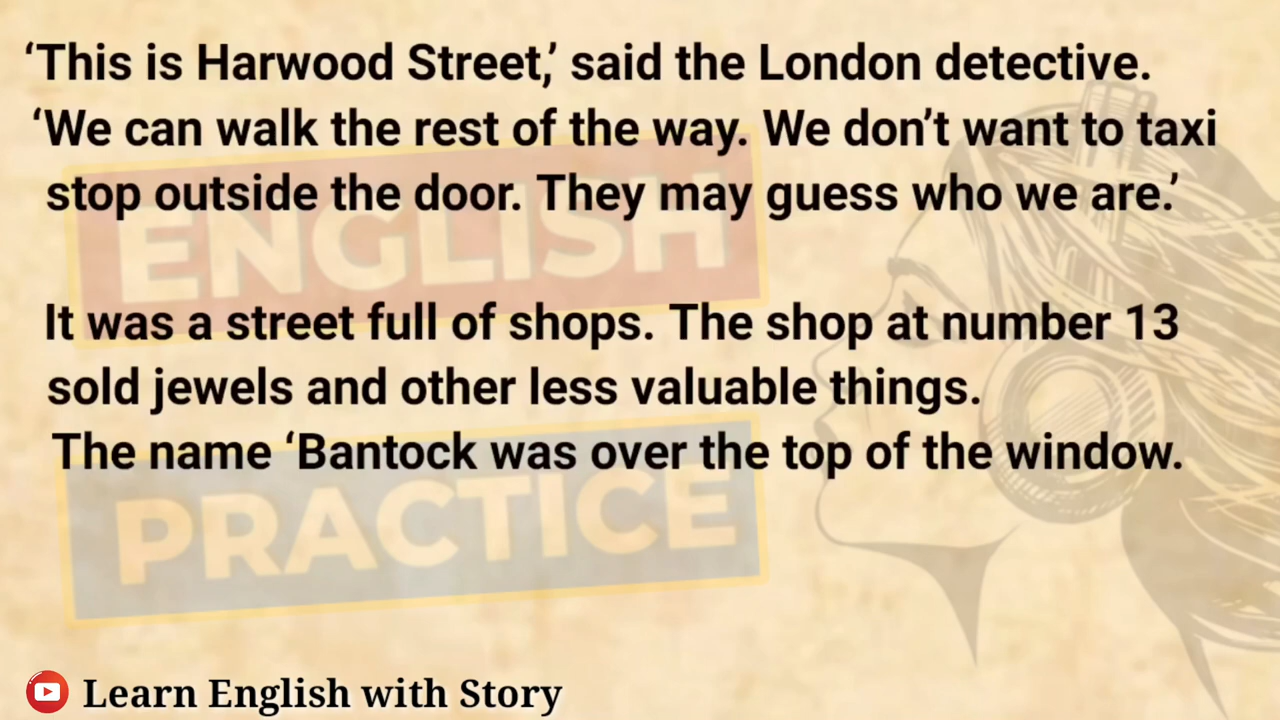 ‘This is Harwood Street,’ said the London detective.
‘We can walk the rest of the way. We don’t want to taxi
stop outside the door. They may guess who we are.’
It was a street full of shops. The shop at number 13
sold jewels and other less valuable things.
The name ‘Bantock was over the top of the window.
ENGLISH
PRACTICE
Learn English with Story